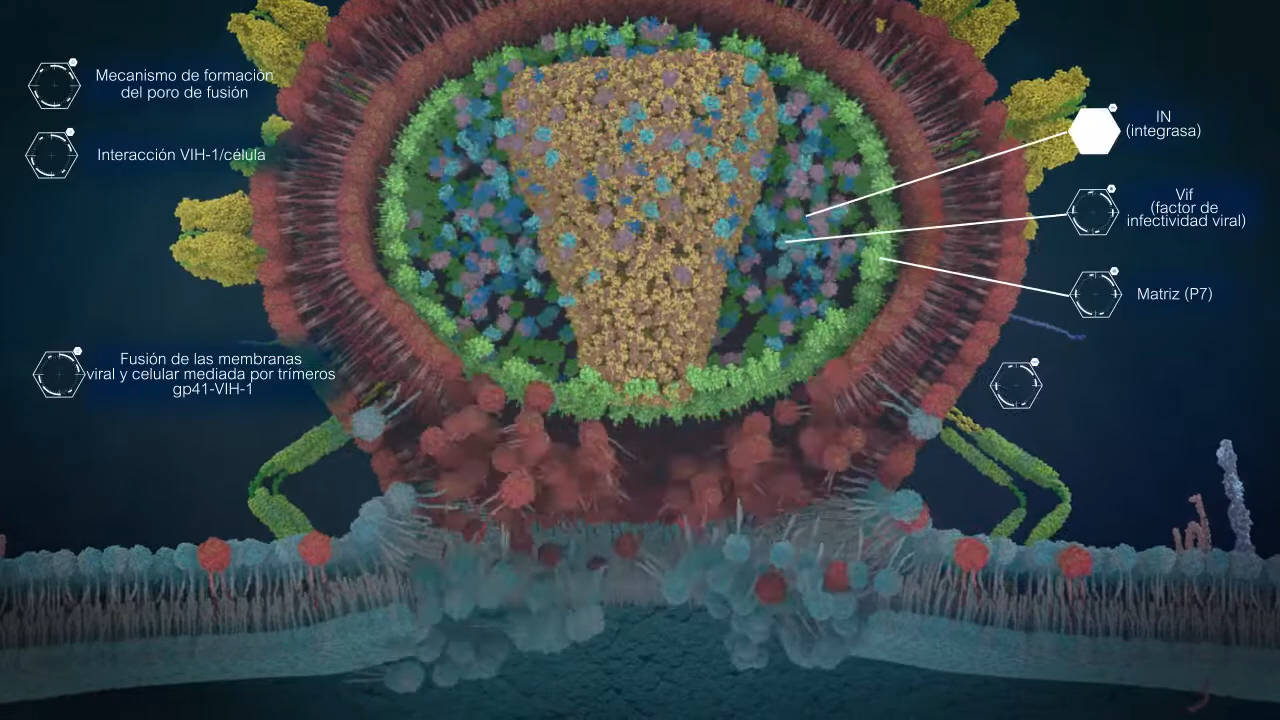 Mecanismo de formación
del poro de fusión
Interacción VIH-1/célula
Fusión de las membranas
viral y celular mediada por trímeros
gp41-VIH-1
IN
(integrasa)
Vif
(factor de
infectividad viral)
Matriz (P7)